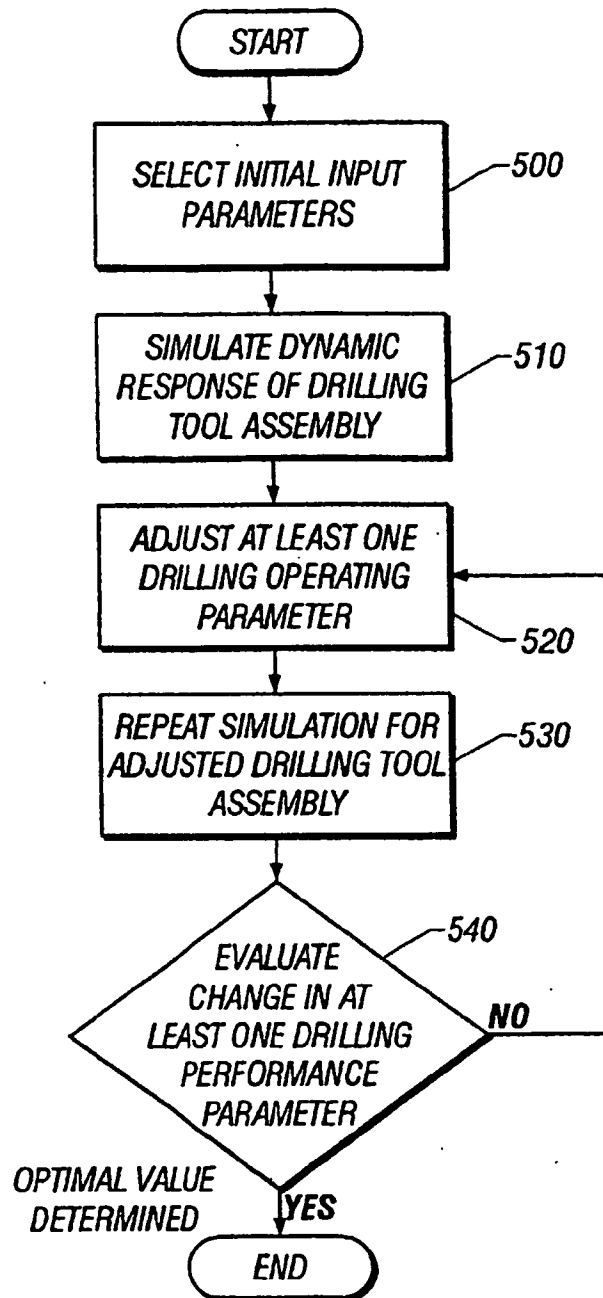 START
SELECT INITIAL INPUT
PARAMETERS
500
SIMULATE DYNAMIC
RESPONSE OF DRILLING
TOOL ASSEMBLY
510
ADJUST AT LEAST ONE
DRILLING OPERATING
PARAMETER
520
REPEAT SIMULATION FOR
ADJUSTED DRILLING TOOL
ASSEMBLY
530
540
EVALUATE
CHANGE IN AT
LEAST ONE DRILLING
PERFORMANCE
PARAMETER
NO
OPTIMAL VALUE
DETERMINED
YES
END